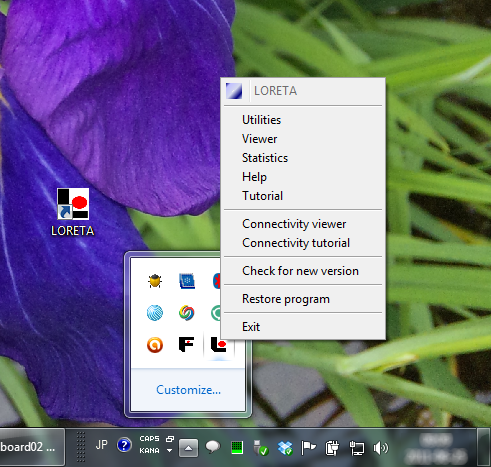 LORETA
Utilities
Viewer
Statistics
Help
Tutorial
Connectivity viewer
Connectivity tutorial
Check for new version
Restore program
Exit
LORETA
Customize...
board02
JP
CAPS
KANA